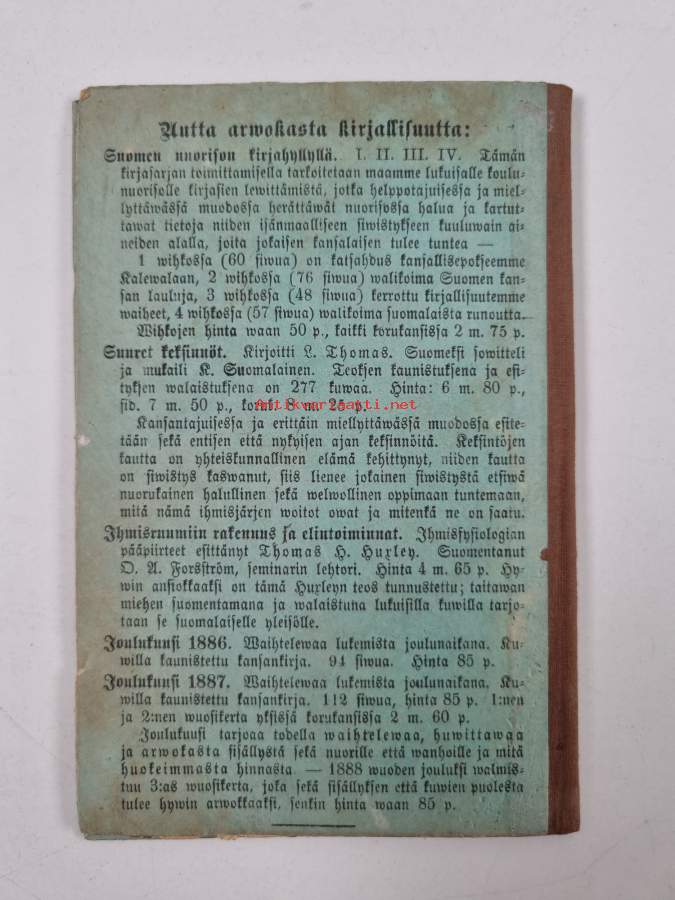 Uutta arwokasta kirjallisuutta:
Suomen nuorison kirjahyllyllä. I. II. III. IV. Tämän
kirjasarjan toimittamisella tarkoitetaan maamme lukuisalle koulu-
nuorisolle kirjasien lewittämistä, jotka helppotajuisessa ja miel-
lyttäwässä muodossa herättäwät nuorisossa halua ja kartut-
tawat tietoja niiden isänmaalliseen siwistykseen kuuluwain ai-
neiden alalla, joita jokaisen kansalaisen tulee tuntea —
1 wihkossa (60 siwua) on katsahdus kansallisepokseemme
Kalewalaan, 2 wihkossa (76 siwua) walikoima Suomen kan-
san lauluja, 3 wihkossa (48 siwua) kerrottu kirjallisuutemme
waiheet, 4 wihkossa (57 siwua) walikoima suomalaista runoutta.
Wihkojen hinta waan 50 p., kaikki korukansissa 2 m. 75 p.
Suuret keksinnöt. Kirjoitti L. Thomas. Suomeksi sowitteli
ja mukaili K. Suomalainen. Teoksen kaunistuksena ja esi-
tyksen walaistuksena on 277 kuwaa. Hinta: 6 m. 80 p.,
sid. 7 m. 50 p., korul. 8 m. 25 p.
Antikvariaatti.net
Kansantajuisessa ja erittäin miellyttäwässä muodossa esite-
tään sekä entisen että nykyisen ajan keksinnöitä. Keksintöjen
kautta on yhteiskunnallinen elämä kehittynyt, niiden kautta
on siwistys kaswanut, siis lienee jokainen siwistystä etsiwä
nuorukainen halullinen sekä welwollinen oppimaan tuntemaan,
mitä nämä ihmisjärjen woitot owat ja mitenkä ne on saatu.
Ihmisruumiin rakennus ja elintoiminnat. Ihmisfysiologian
pääpiirteet esittänyt Thomas H. Huxley. Suomentanut
O. A. Forsström, seminarin lehtori. Hinta 4 m. 65 p. Hy-
win ansiokkaaksi on tämä Huxleyn teos tunnustettu; taitawan
miehen suomentamana ja walaistuna lukuisilla kuwilla tarjo-
taan se suomalaiselle yleisölle.
Joulukuusi 1886. Waihtelewaa lukemista joulunaikana. Ku-
willa kaunistettu kansankirja. 94 siwua. Hinta 85 p.
Joulukuusi 1887. Waihtelewaa lukemista joulunaikana. Ku-
willa kaunistettu kansankirja. 112 siwua, hinta 85 p. 1:nen
ja 2:nen wuosikerta yksissä korukansissa 2 m. 60 p.
Joulukuusi tarjoaa todella waihtelewaa, huwittawaa
ja arwokasta sisällystä sekä nuorille että wanhoille ja mitä
huokeimmasta hinnasta. — 1888 wuoden jouluksi walmis-
tuu 3:as wuosikerta, joka sekä sisällyksen että kuwien puolesta
tulee hywin arwokkaaksi, senkin hinta waan 85 p.